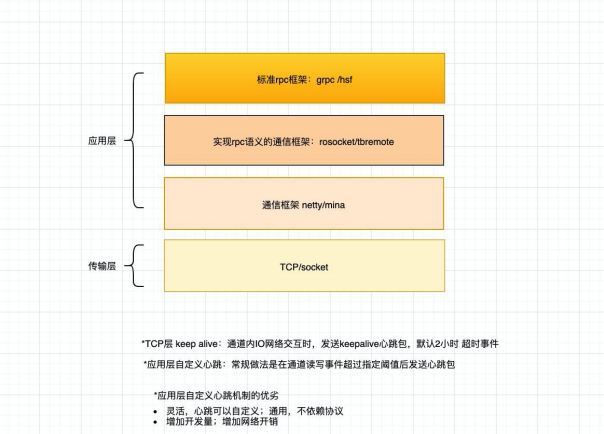 标准rpc框架：grpc /hsf
应用层
实现rpc语义的通信框架：rosocket/tbremote
通信框架 netty/mina
传输层
TCP/socket
*TCP层 keep alive：通道内IO网络交互时，发送keepalive心跳包，默认2小时 超时事件
*应用层自定义心跳：常规做法是在通道读写事件超过指定阈值后发送心跳包
*应用层自定义心跳机制的优劣
• 灵活，心跳可以自定义；通用，不依赖协议
• 增加开发量；增加网络开销